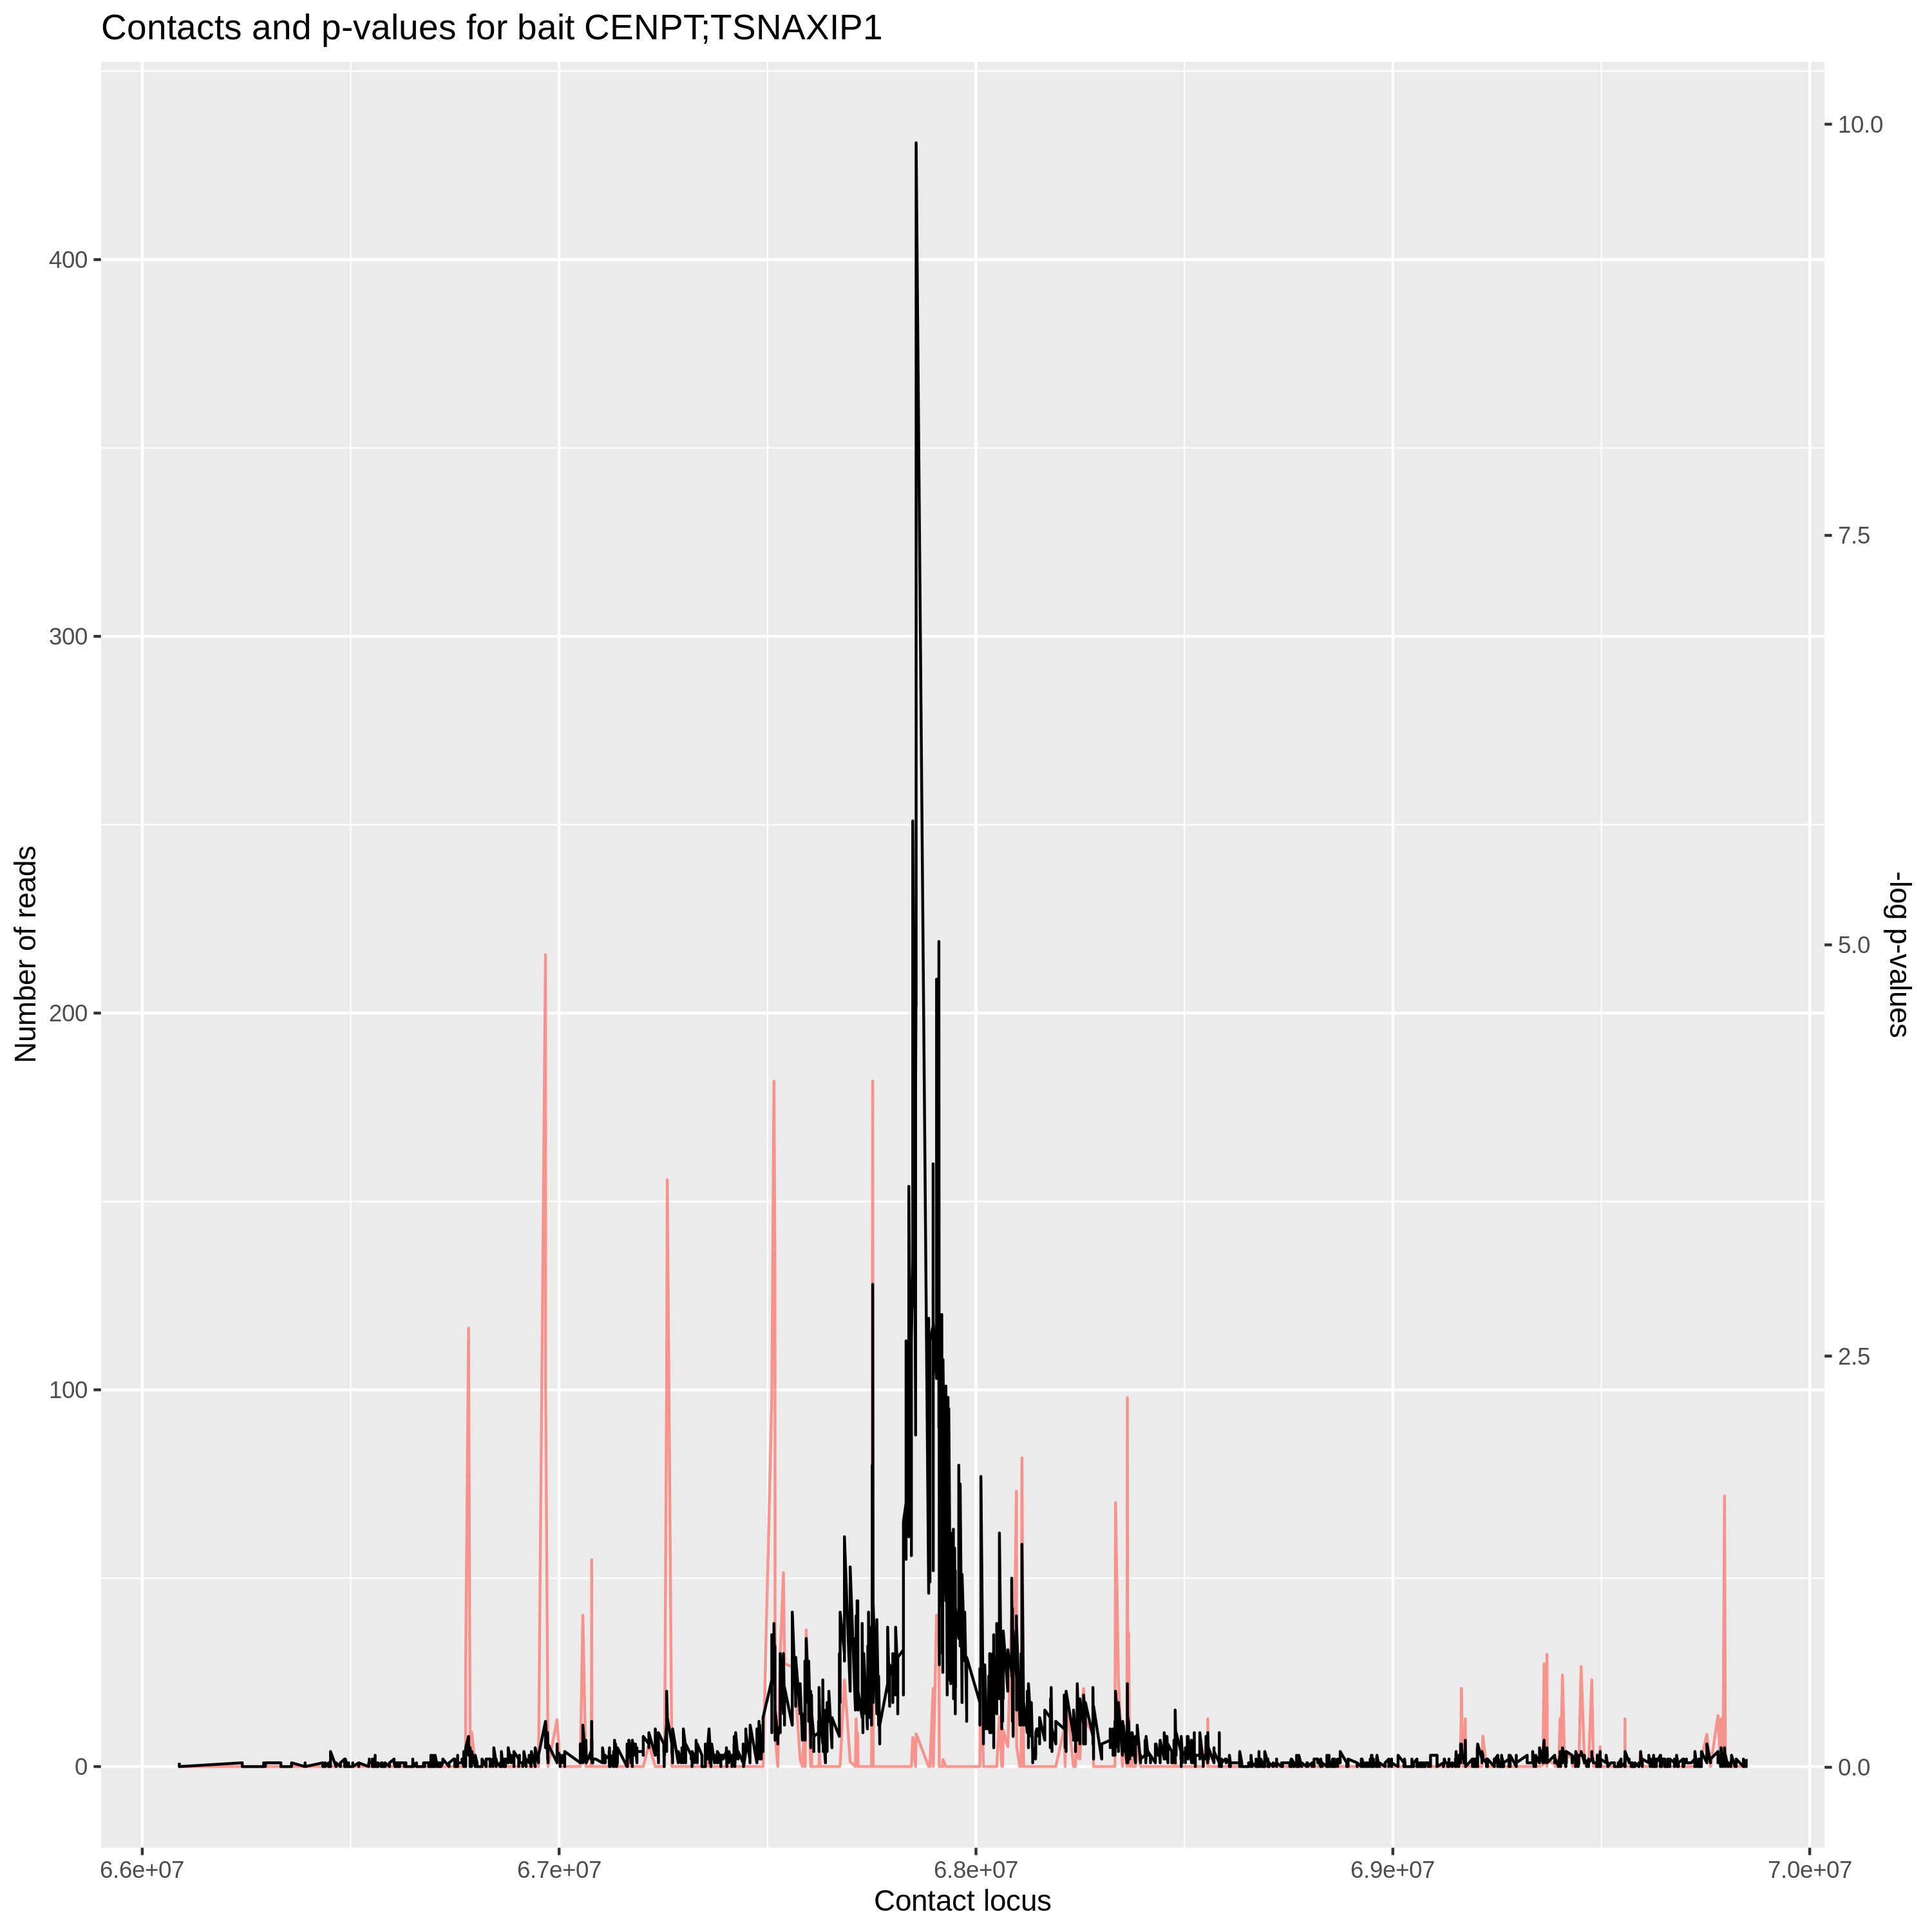 Contacts and p-values for bait CENPT;TSNAXIP1
Number of reads
400
300
200
100
0
10.0
7.5
5.0
2.5
0.0
-log p-values
6.6e+07
6.7e+07
6.8e+07
6.9e+07
7.0e+07
Contact locus